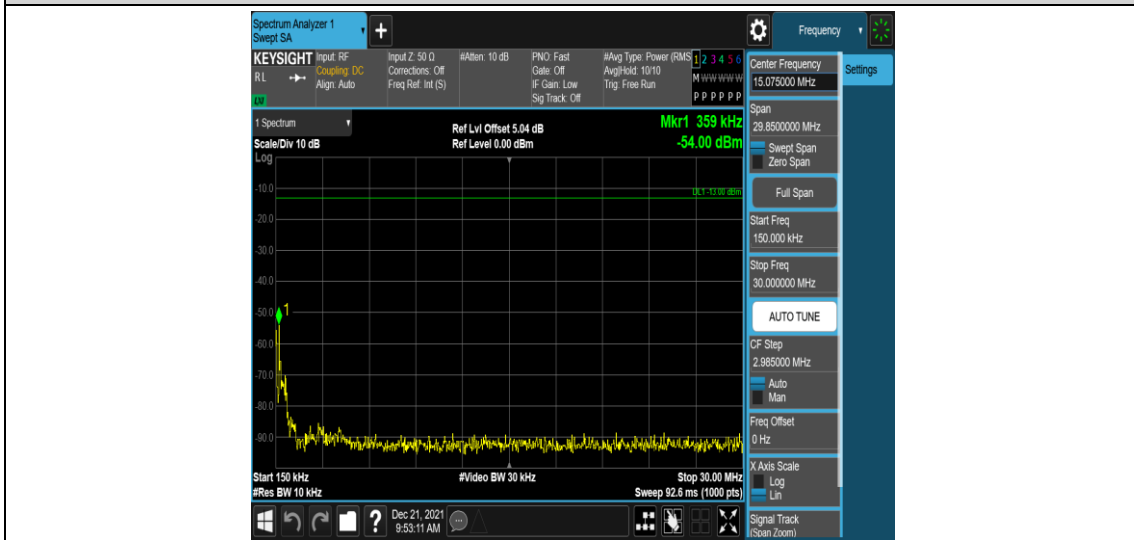 Spectrum Analyzer 1
Swept SA
+
Frequency
KEYSIGHT
RL
LXI
Input: RF
Coupling: DC
Align: Auto
Input Z: 50 Ω
Corrections: Off
Freq Ref: Int (S)
#Atten: 10 dB
PNO: Fast
Gate: Off
IF Gain: Low
Sig Track: Off
#Avg Type: Power (RMS
Avg|Hold: 10/10
Trig: Free Run
1 2 3 4 5 6
M W W W W W
P P P P P P
1 Spectrum
Scale/Div 10 dB
Log
Ref Lvl Offset 5.04 dB
Ref Level 0.00 dBm
Mkr1 359 kHz
-54.00 dBm
DL1 -13.00 dBm
-10.0
-20.0
-30.0
-40.0
-50.0
1
-60.0
-70.0
-80.0
-90.0
Start 150 kHz
#Res BW 10 kHz
#Video BW 30 kHz
Stop 30.00 MHz
Sweep 92.6 ms (1000 pts)
Center Frequency
15.075000 MHz
Settings
Span
29.8500000 MHz
Swept Span
Zero Span
Full Span
Start Freq
150.000 kHz
Stop Freq
30.000000 MHz
AUTO TUNE
CF Step
2.985000 MHz
Auto
Man
Freq Offset
0 Hz
X Axis Scale
Log
Lin
Signal Track
(Span Zoom)
?
Dec 21, 2021
9:53:11 AM